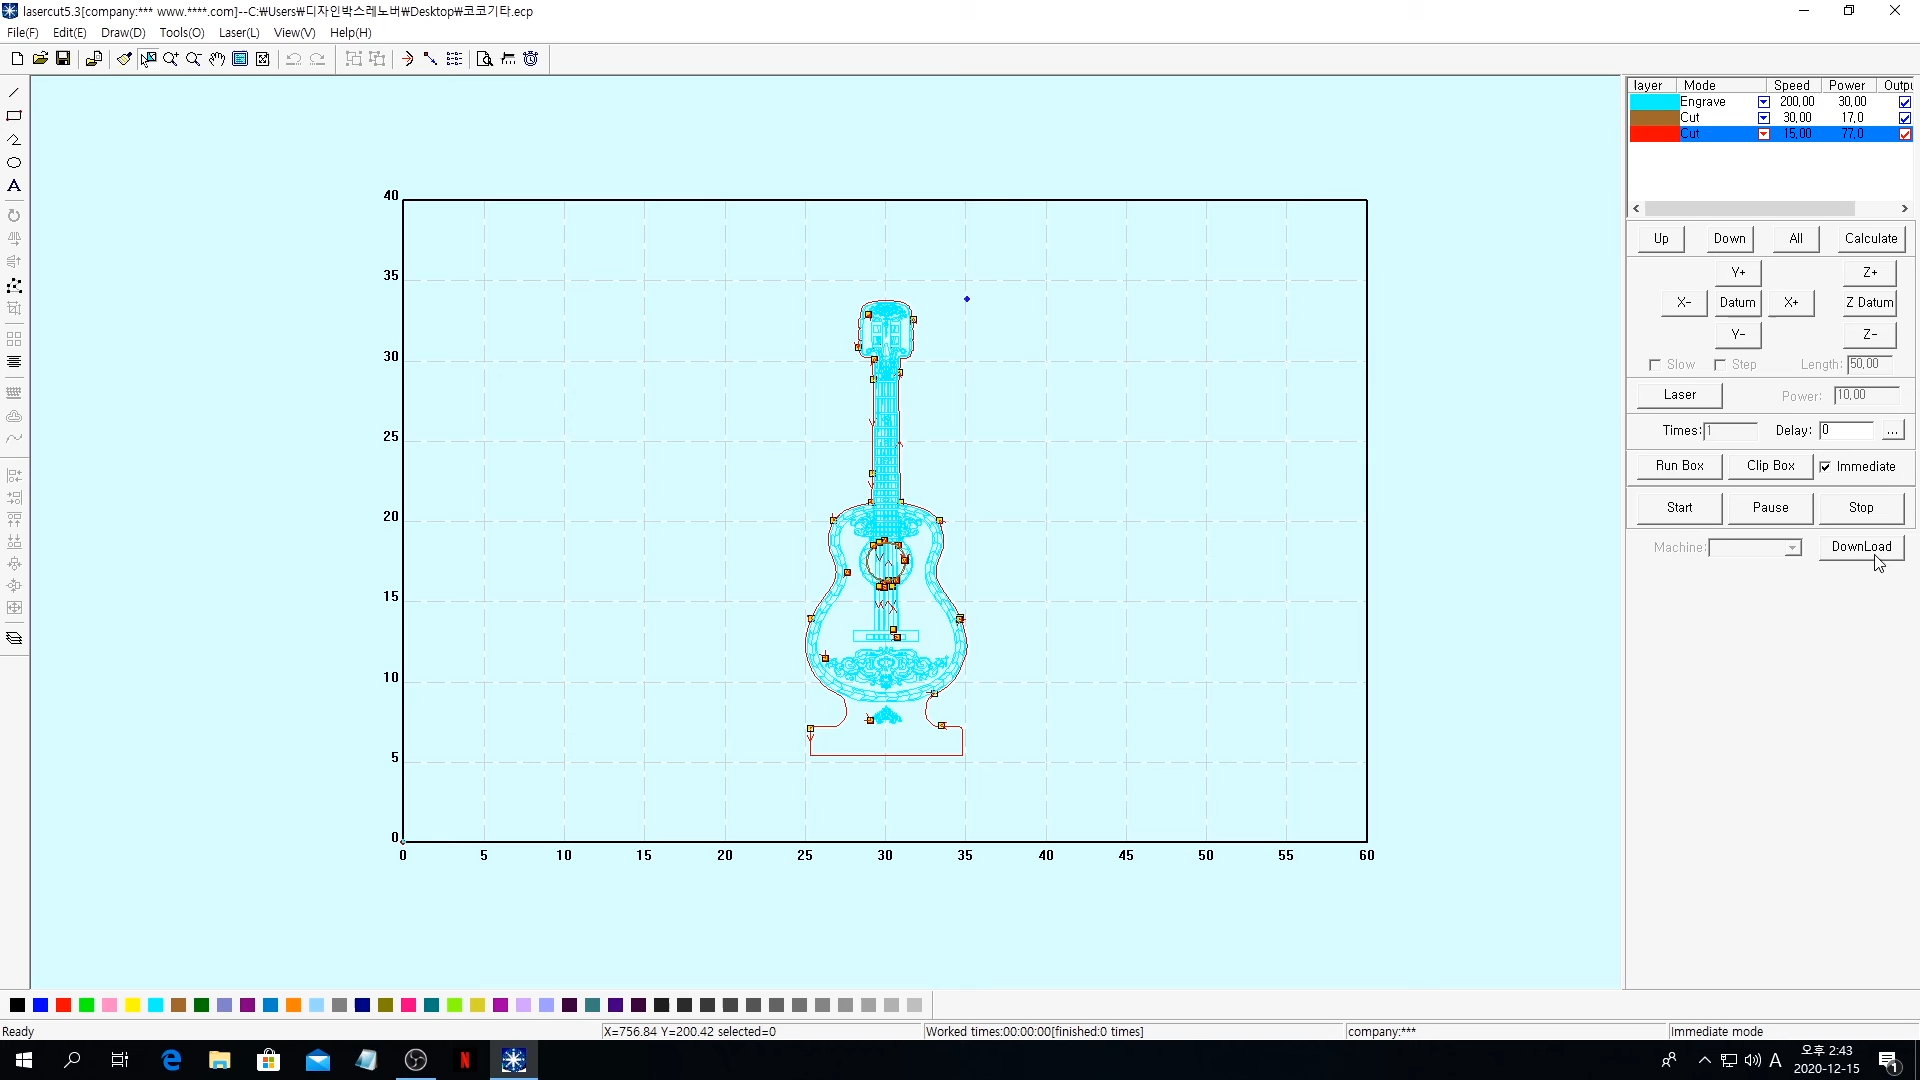 lasercut5.3[company:*** www.****.com]--C:₩Users₩디자인박스레노버₩Desktop₩코코기타.ecp
File(F) Edit(E) Draw(D) Tools(O) Laser(L) View(V) Help(H)
layer Mode Speed Power Outpu
Engrave 200,00 30,00
Cut 30,00 17,0
Cut 15,00 77,0
Up Down All Calculate
Y+ Z+
X- Datum X+ Z Datum
Y- Z-
Slow Step Length: 50,00
Laser Power: 10,00
Times: 1 Delay: 0 ...
Run Box Clip Box Immediate
Start Pause Stop
Machine: DownLoad
40
35
30
25
20
15
10
5
0
0 5 10 15 20 25 30 35 40 45 50 55 60
Ready X=756.84 Y=200.42 selected=0 Worked times:00:00:00[finished:0 times] company:*** Immediate mode
A 오후 2:43
2020-12-15
1